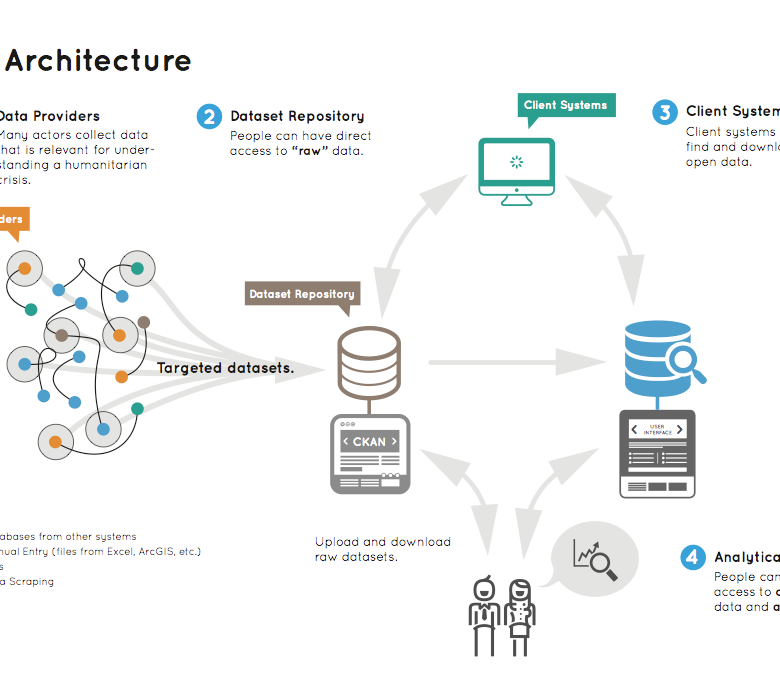 Architecture
Data Providers
Many actors collect data
that is relevant for under-
standing a humanitarian
crisis.
2
Dataset Repository
People can have direct
access to “raw” data.
Client Systems
3
Client System
Client systems
find and downlo
open data.
ders
Dataset Repository
Targeted datasets.
< CKAN >
< USER
INTERFACE >
Upload and download
raw datasets.
abases from other systems
nual Entry (files from Excel, ArcGIS, etc.)
s
a Scraping
4
Analytica
People can
access to c
data and a